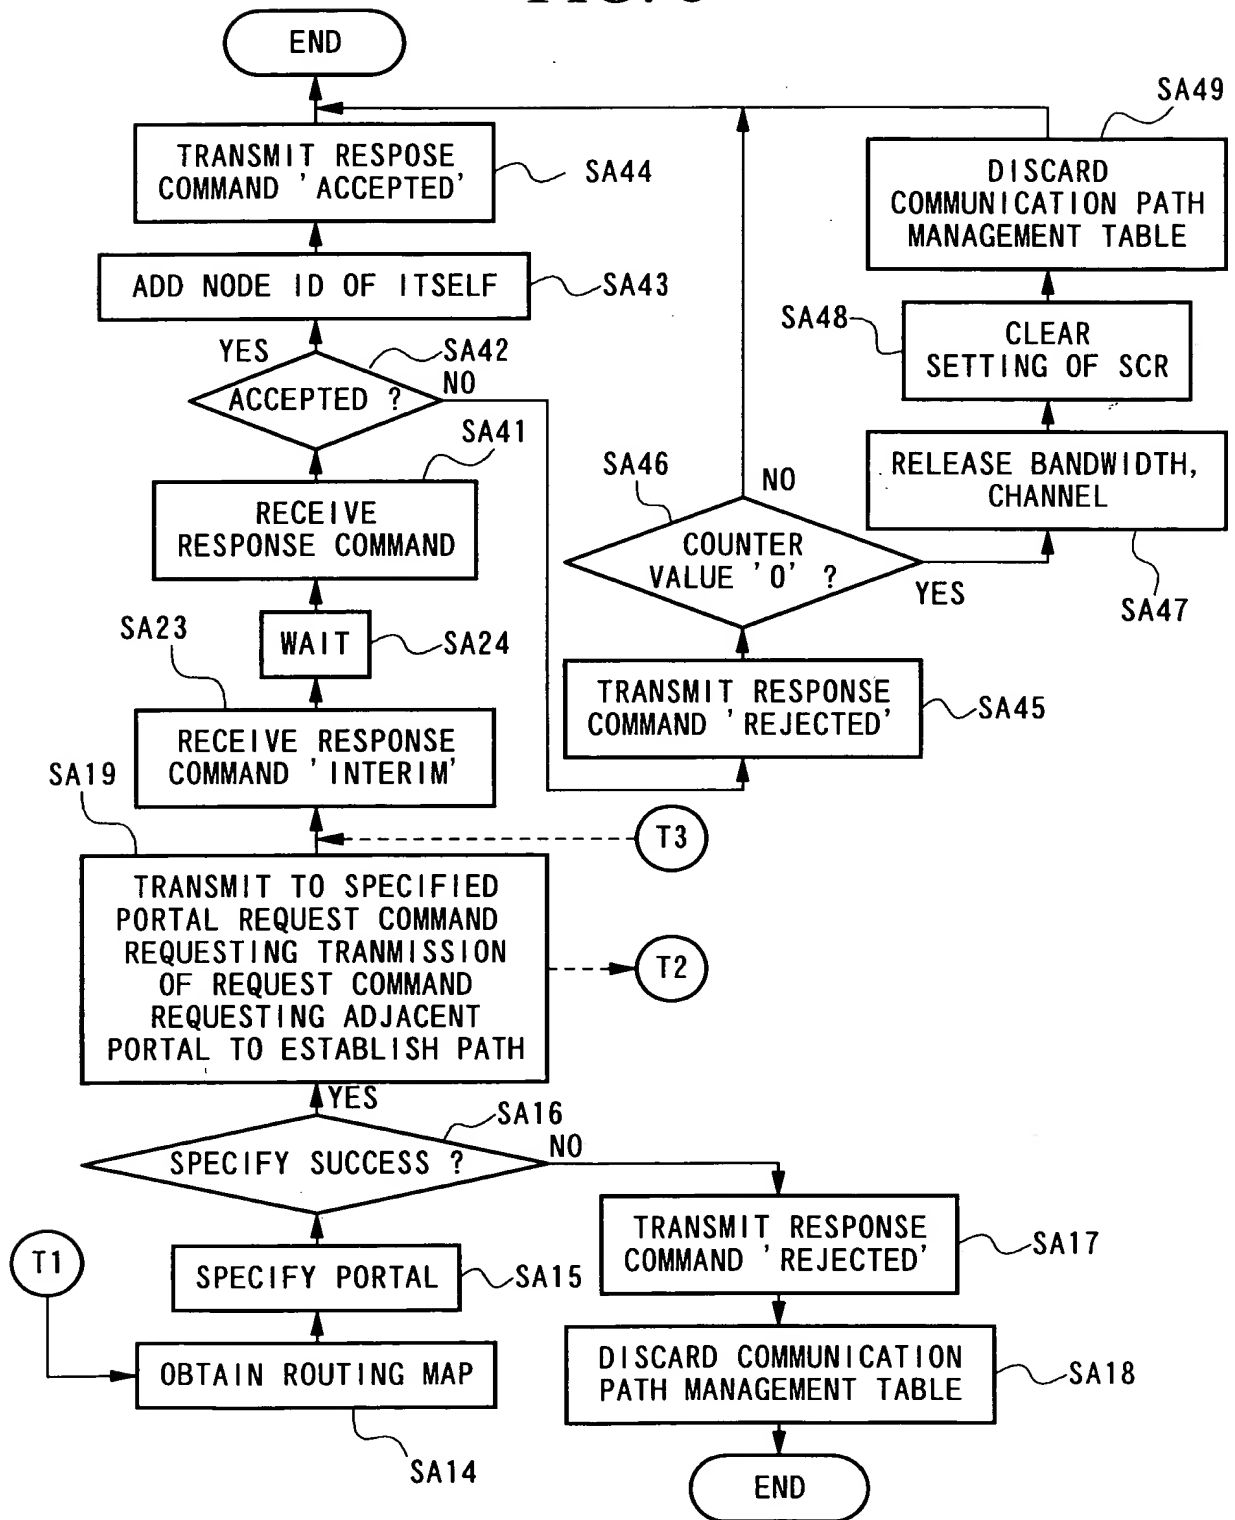 END
SA49
TRANSMIT RESPOSE
COMMAND 'ACCEPTED'
SA44
DISCARD
COMMUNICATION PATH
MANAGEMENT TABLE
ADD NODE ID OF ITSELF
SA43
SA48
CLEAR
SETTING OF SCR
YES
SA42
NO
ACCEPTED ?
SA41
SA46
NO
RELEASE BANDWIDTH,
CHANNEL
RECEIVE
RESPONSE COMMAND
COUNTER
VALUE '0' ?
YES
SA47
SA23
WAIT
SA24
TRANSMIT RESPONSE
COMMAND 'REJECTED'
SA45
RECEIVE RESPONSE
COMMAND 'INTERIM'
SA19
T3
TRANSMIT TO SPECIFIED
PORTAL REQUEST COMMAND
REQUESTING TRANMISSION
OF REQUEST COMMAND
REQUESTING ADJACENT
PORTAL TO ESTABLISH PATH
T2
YES
SA16
NO
SPECIFY SUCCESS ?
TRANSMIT RESPONSE
COMMAND 'REJECTED'
SA17
T1
SPECIFY PORTAL
SA15
OBTAIN ROUTING MAP
SA14
DISCARD COMMUNICATION
PATH MANAGEMENT TABLE
SA18
END